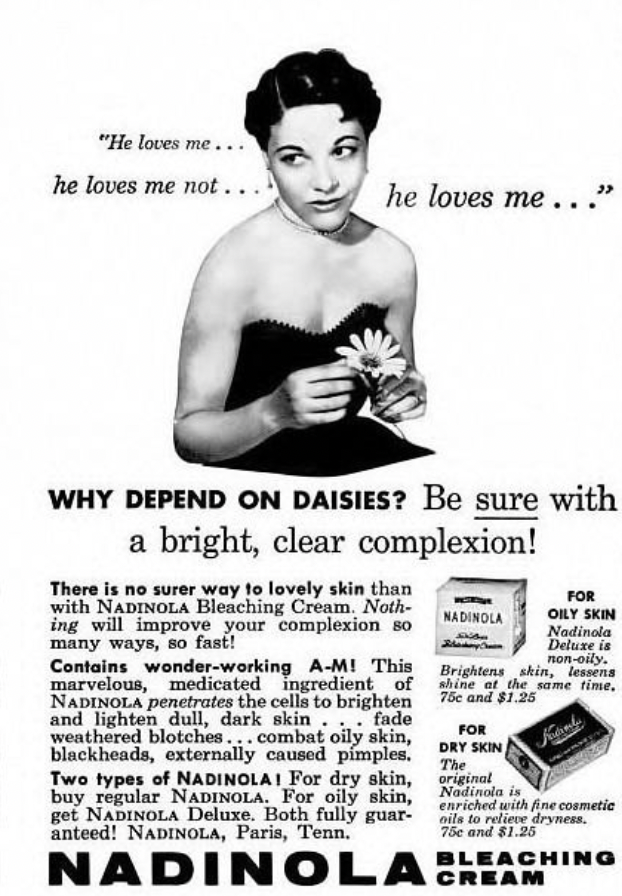 "He loves me . . .
he loves me not . . .
he loves me . . ."
WHY DEPEND ON DAISIES? Be sure with
a bright, clear complexion!
There is no surer way to lovely skin than
with NADINOLA Bleaching Cream. Noth-
ing will improve your complexion so
many ways, so fast!
Contains wonder-working A-M! This
marvelous, medicated ingredient of
NADINOLA penetrates the cells to brighten
and lighten dull, dark skin . . . fade
weathered blotches . . . combat oily skin,
blackheads, externally caused pimples.
Two types of NADINOLA! For dry skin,
buy regular NADINOLA. For oily skin,
get NADINOLA Deluxe. Both fully guar-
anteed! NADINOLA, Paris, Tenn.
NADINOLA
FOR
OILY SKIN
Nadinola
Deluxe is
non-oily.
Brightens skin, lessens
shine at the same time.
75c and $1.25
FOR
DRY SKIN
The
original
Nadinola is
enriched with fine cosmetic
oils to relieve dryness.
75c and $1.25
Nadinola
NADINOLA BLEACHING
CREAM